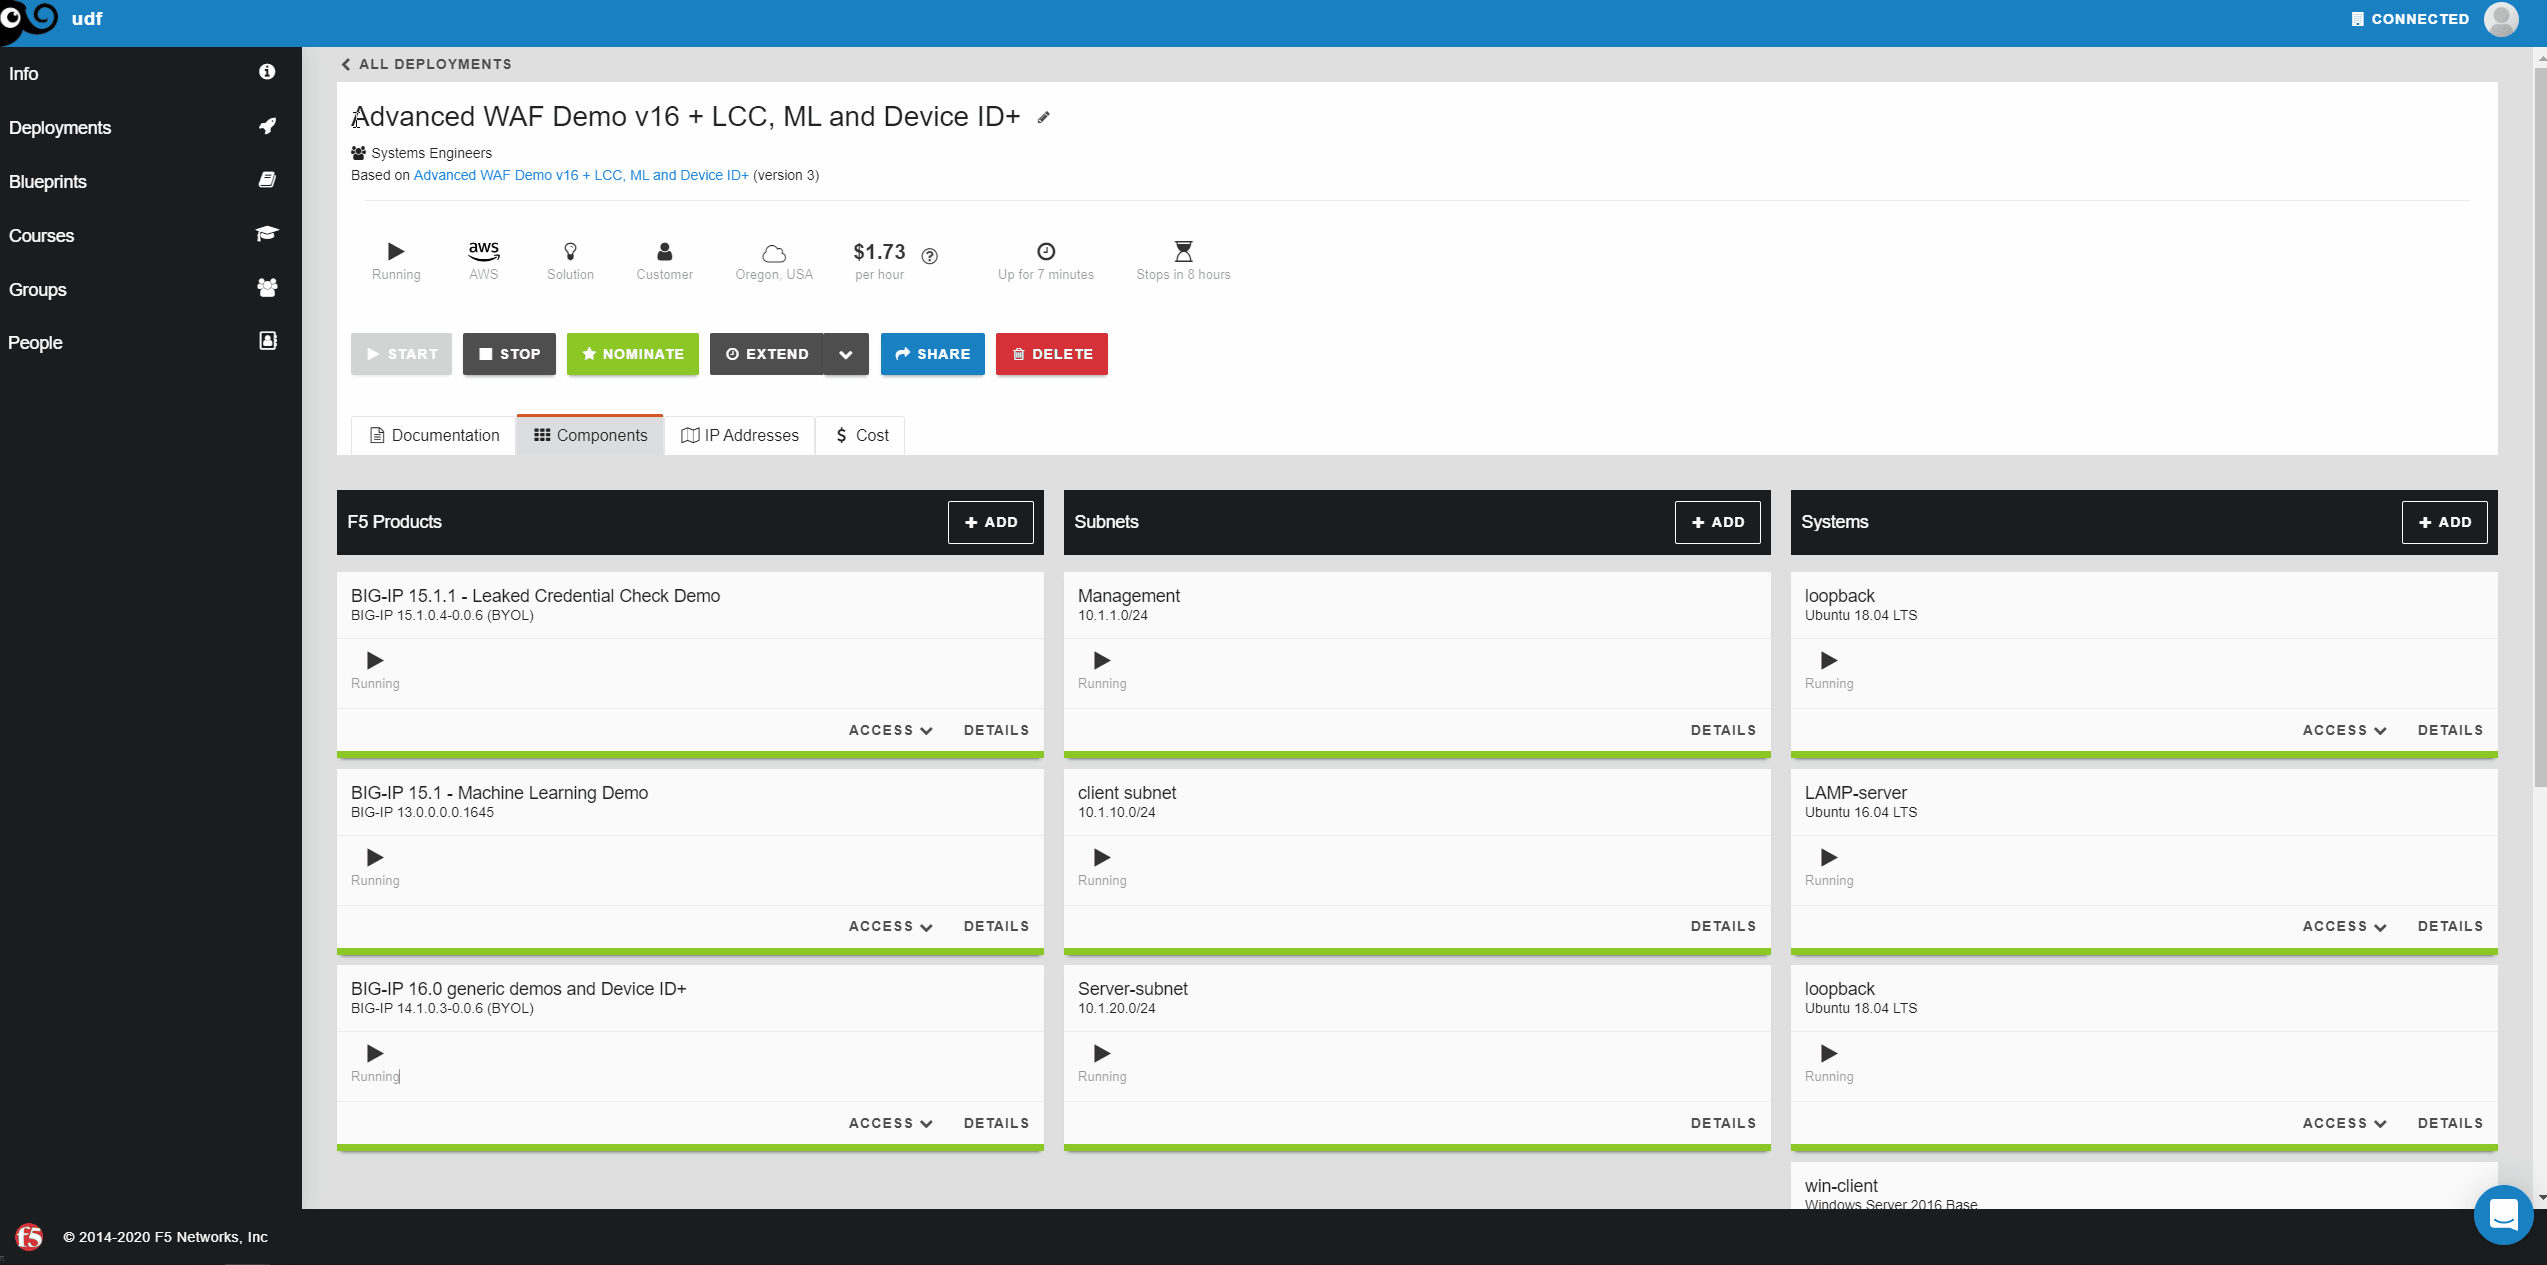 udf
CONNECTED
Info
Deployments
Blueprints
Courses
Groups
People
ALL DEPLOYMENTS
Advanced WAF Demo v16 + LCC, ML and Device ID+
Systems Engineers
Based on Advanced WAF Demo v16 + LCC, ML and Device ID+ (version 3)
Running
aws
AWS
Solution
Customer
Oregon, USA
$1.73
per hour
Up for 7 minutes
Stops in 8 hours
START
STOP
NOMINATE
EXTEND
SHARE
DELETE
Documentation
Components
IP Addresses
$ Cost
F5 Products
+ ADD
BIG-IP 15.1.1 - Leaked Credential Check Demo
BIG-IP 15.1.0.4-0.0.6 (BYOL)
Running
ACCESS
DETAILS
BIG-IP 15.1 - Machine Learning Demo
BIG-IP 13.0.0.0.0.1645
Running
ACCESS
DETAILS
BIG-IP 16.0 generic demos and Device ID+
BIG-IP 14.1.0.3-0.0.6 (BYOL)
Running
ACCESS
DETAILS
Subnets
+ ADD
Management
10.1.1.0/24
Running
DETAILS
client subnet
10.1.10.0/24
Running
DETAILS
Server-subnet
10.1.20.0/24
Running
DETAILS
Systems
+ ADD
loopback
Ubuntu 18.04 LTS
Running
ACCESS
DETAILS
LAMP-server
Ubuntu 16.04 LTS
Running
ACCESS
DETAILS
loopback
Ubuntu 18.04 LTS
Running
ACCESS
DETAILS
win-client
Windows Server 2016 Base
f5
© 2014-2020 F5 Networks, Inc